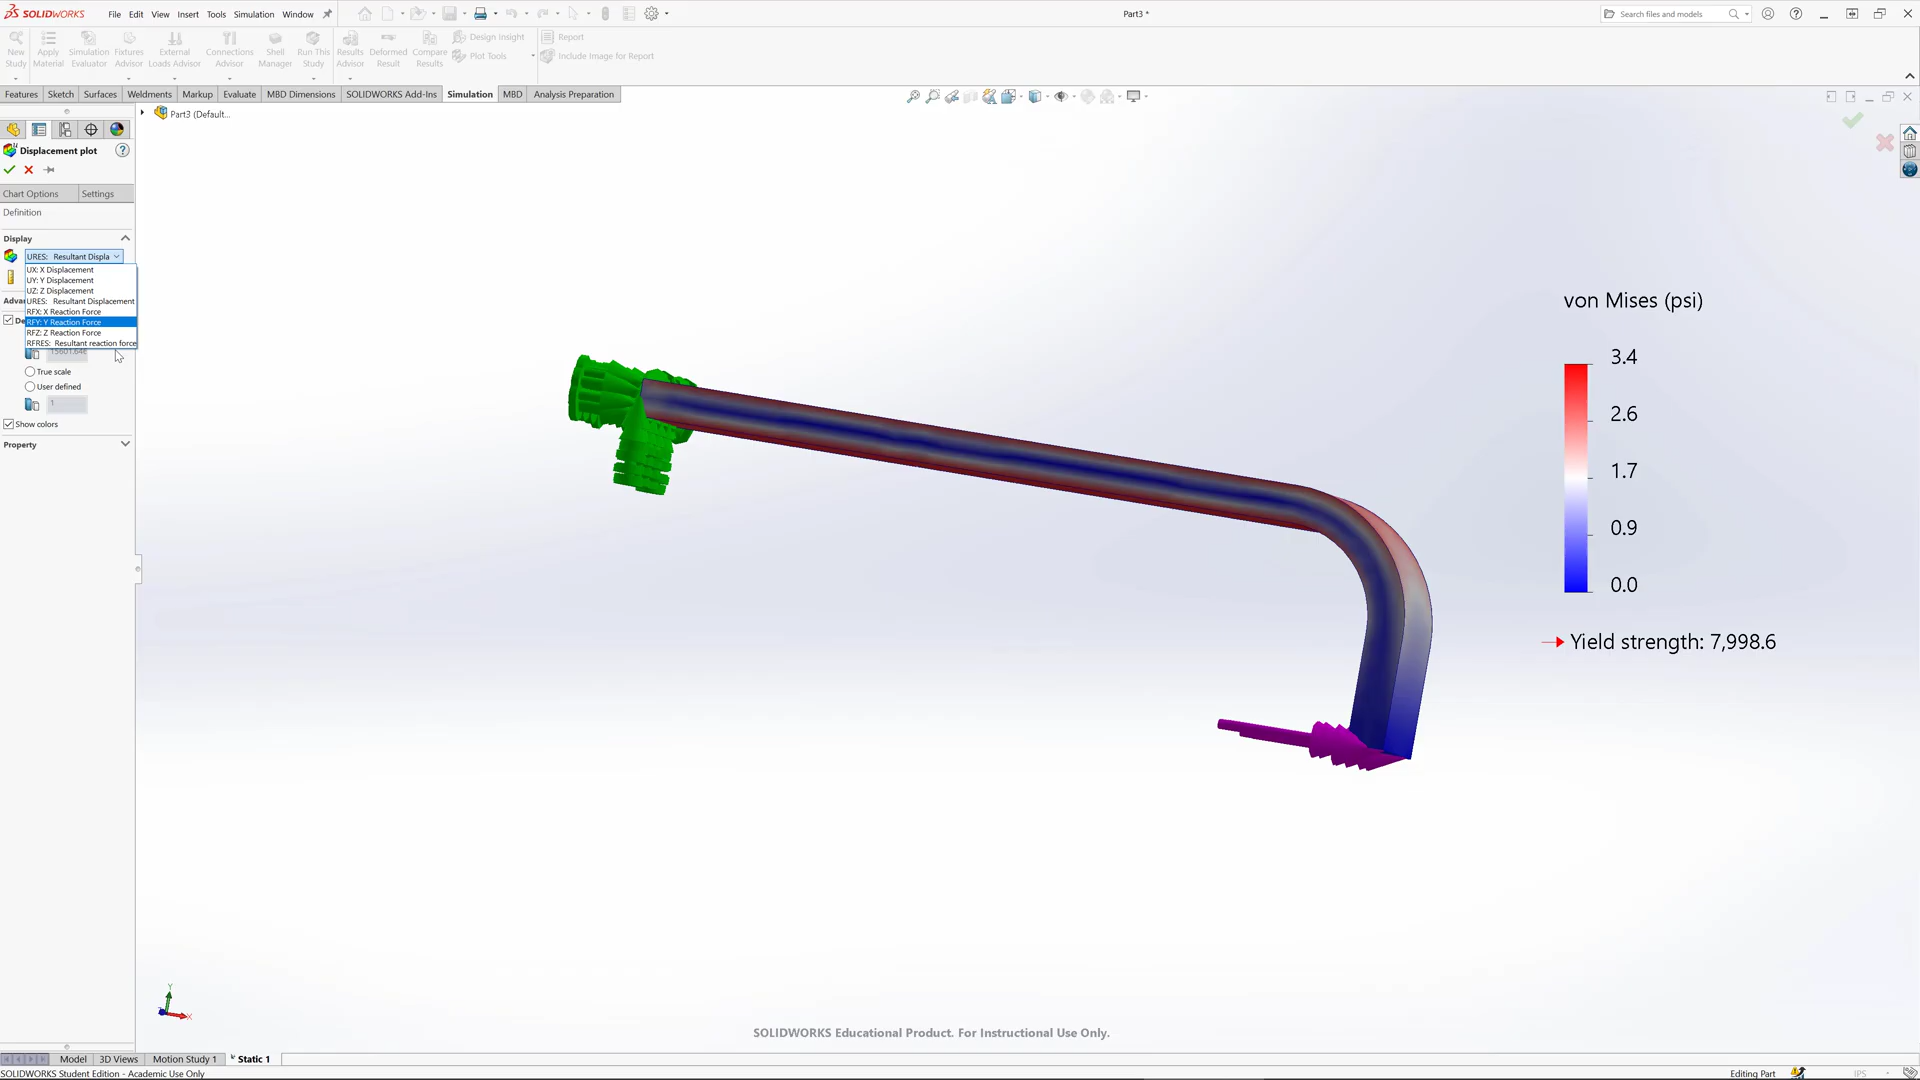 SOLIDWORKS
File Edit View Insert Tools Simulation Window
Part3 *
Search files and models
New Study
Apply Material
Simulation Evaluator
Fixtures Advisor
External Loads Advisor
Connections Advisor
Shell Manager
Run This Study
Results Advisor
Deformed Result
Compare Results
Design Insight
Plot Tools
Report
Include Image for Report
Features Sketch Surfaces Weldments Markup Evaluate MBD Dimensions SOLIDWORKS Add-Ins Simulation MBD Analysis Preparation
Part3 (Default...
Displacement plot
Chart Options Settings
Definition
Display
URES: Resultant Displa
UX: X Displacement
UY: Y Displacement
UZ: Z Displacement
URES: Resultant Displacement
RFX: X Reaction Force
RFY: Y Reaction Force
RFZ: Z Reaction Force
RFRES: Resultant reaction force
Adva
De
True scale
User defined
1
Show colors
Property
von Mises (psi)
3.4
2.6
1.7
0.9
0.0
Yield strength: 7,998.6
Y
X
SOLIDWORKS Educational Product. For Instructional Use Only.
Model 3D Views Motion Study 1 Static 1
SOLIDWORKS Student Edition - Academic Use Only
Editing Part
IPS